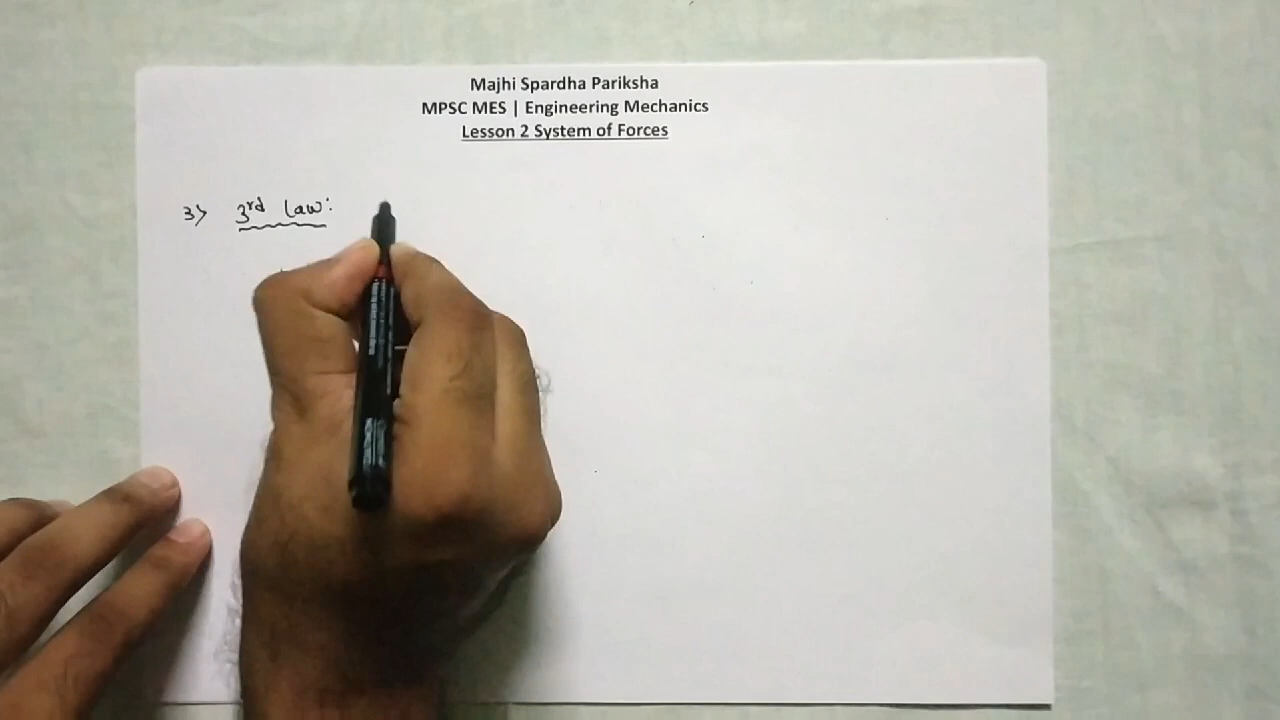 Majhi Spardha Pariksha
MPSC MES | Engineering Mechanics
Lesson 2 System of Forces
3> 3rd Law: